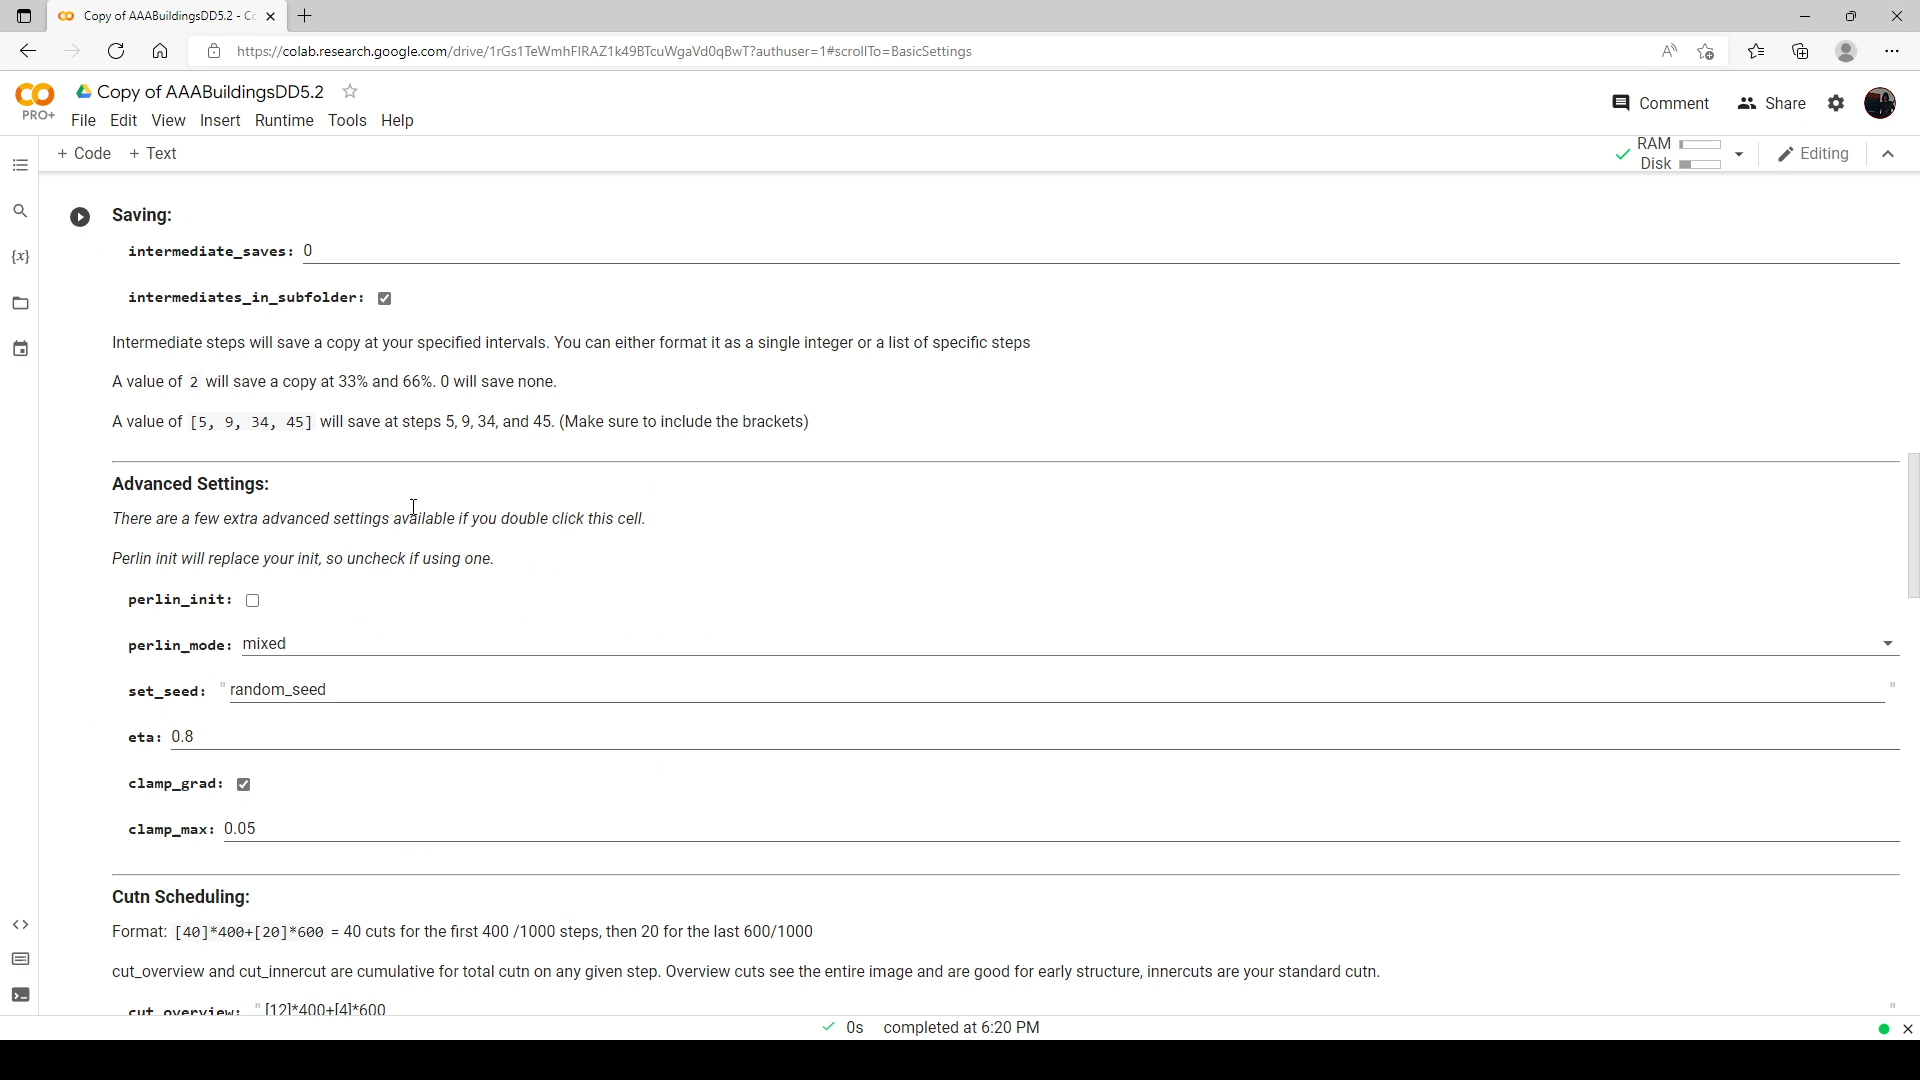 Copy of AAABuildingsDD5.2 - Co
https://colab.research.google.com/drive/1rGs1TeWmhFIRAZ1k49BTcuWgaVd0qBwT?authuser=1#scrollTo=BasicSettings
CO
PRO+
Copy of AAABuildingsDD5.2
File Edit View Insert Runtime Tools Help
Comment Share
+ Code + Text
RAM
Disk
Editing
Saving:
intermediate_saves: 0
intermediates_in_subfolder:
Intermediate steps will save a copy at your specified intervals. You can either format it as a single integer or a list of specific steps
A value of 2 will save a copy at 33% and 66%. 0 will save none.
A value of [5, 9, 34, 45] will save at steps 5, 9, 34, and 45. (Make sure to include the brackets)
Advanced Settings:
There are a few extra advanced settings available if you double click this cell.
Perlin init will replace your init, so uncheck if using one.
perlin_init:
perlin_mode: mixed
set_seed: " random_seed "
eta: 0.8
clamp_grad:
clamp_max: 0.05
Cutn Scheduling:
Format: [40]*400+[20]*600 = 40 cuts for the first 400 /1000 steps, then 20 for the last 600/1000
cut_overview and cut_innercut are cumulative for total cutn on any given step. Overview cuts see the entire image and are good for early structure, innercuts are your standard cutn.
cut_overview: " [12]*400+[4]*600 "
0s completed at 6:20 PM